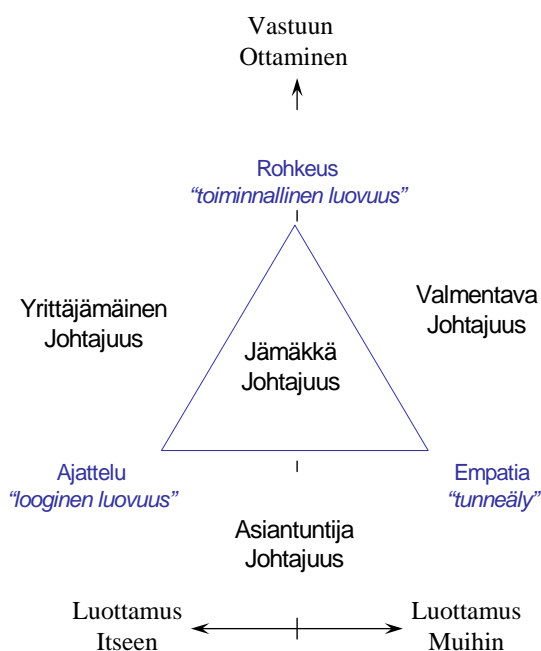 Vastuun
Ottaminen
Rohkeus
“toiminnallinen luovuus”
Yrittäjämäinen
Johtajuus
Valmentava
Johtajuus
Jämäkkä
Johtajuus
Ajattelu
“looginen luovuus”
Empatia
“tunneäly”
Asiantuntija
Johtajuus
Luottamus
Itseen
Luottamus
Muihin